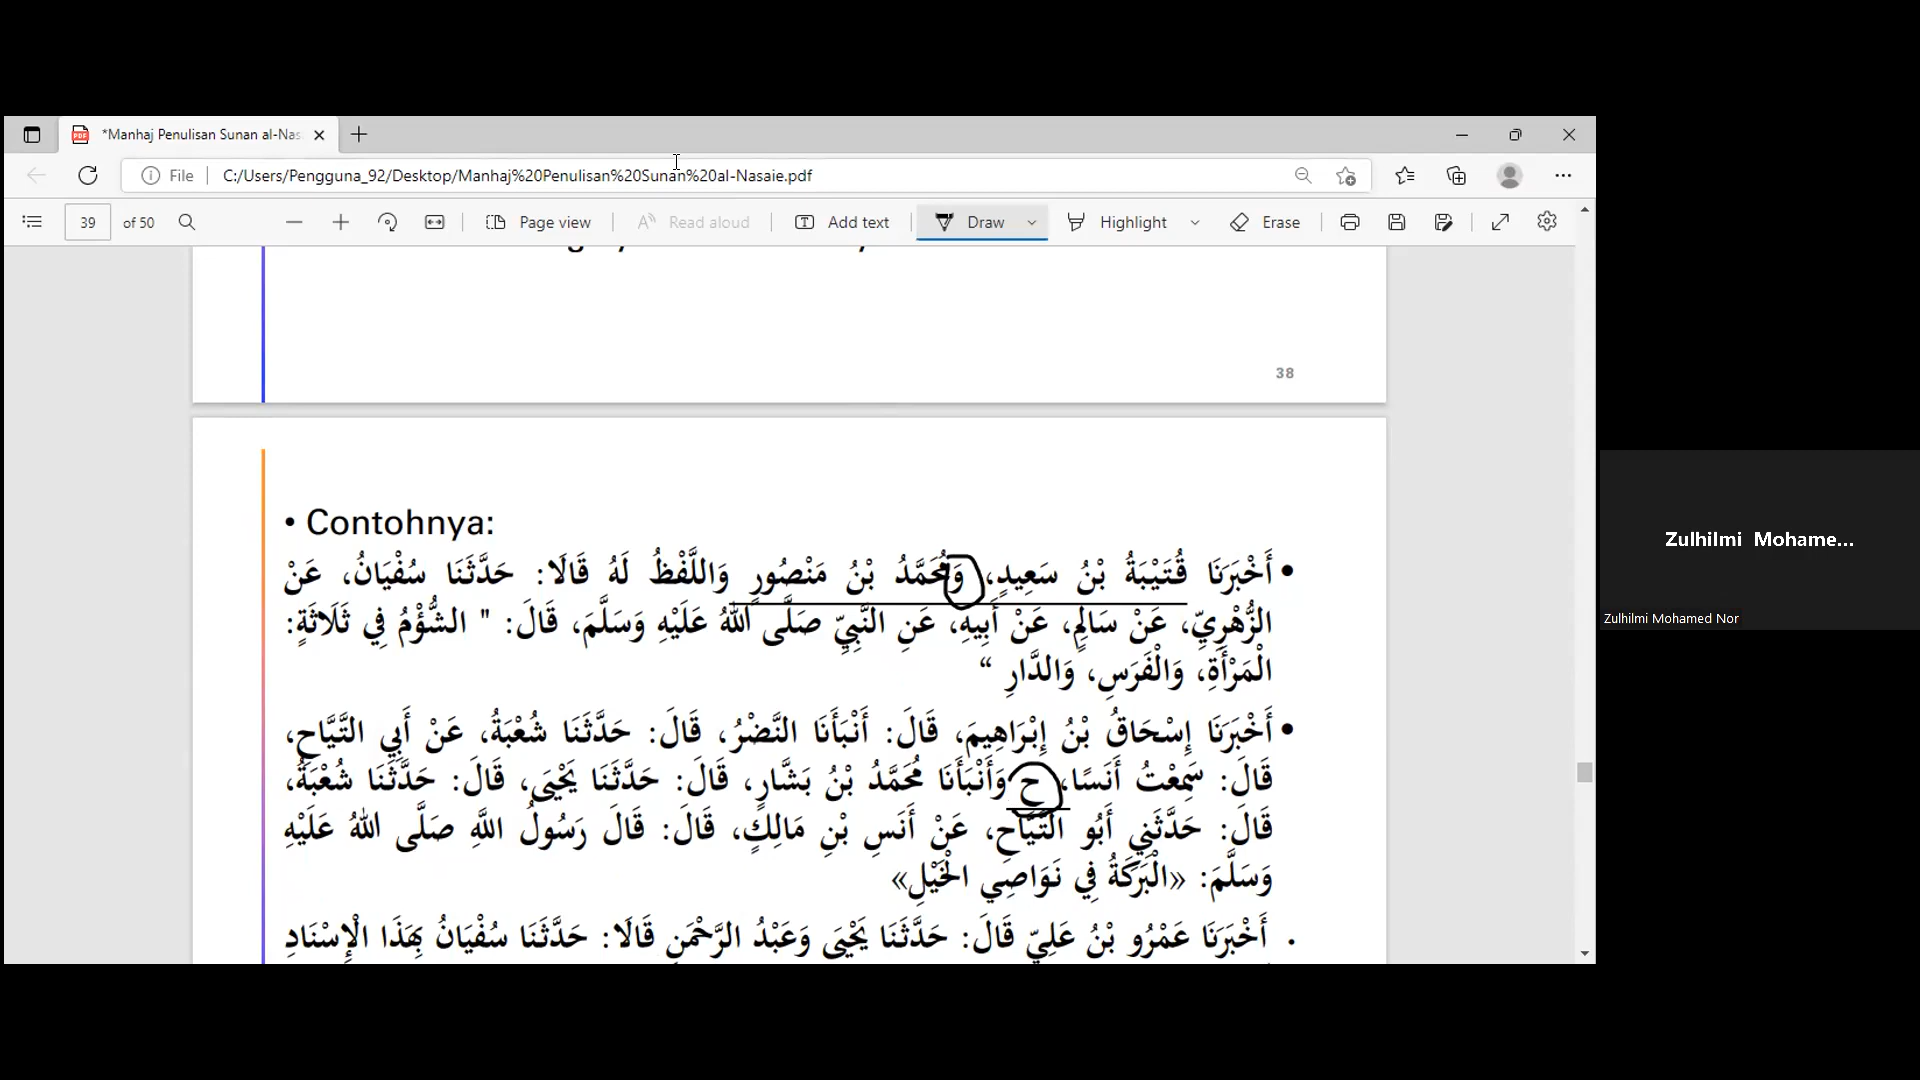 *Manhaj Penulisan Sunan al-Nas
File
C:/Users/Pengguna_92/Desktop/Manhaj%20Penulisan%20Sunan%20al-Nasaie.pdf
39 of 50
Page view
Read aloud
Add text
Draw
Highlight
Erase
38
• Contohnya:
• أَخْبَرَنَا قُتَيْبَةُ بْنُ سَعِيدٍ، وَمُحَمَّدُ بْنُ مَنْصُورٍ وَاللَّفْظُ لَهُ قَالَا: حَدَّثَنَا سُفْيَانُ، عَنْ
الزُّهْرِيِّ، عَنْ سَالِمٍ، عَنْ أَبِيهِ، عَنِ النَّبِيِّ صَلَّى اللهُ عَلَيْهِ وَسَلَّمَ، قَالَ: " الشُّؤْمُ فِي ثَلَاثَةٍ:
الْمَرْأَةِ، وَالْفَرَسِ، وَالدَّارِ “
• أَخْبَرَنَا إِسْحَاقُ بْنُ إِبْرَاهِيمَ، قَالَ: أَنْبَأَنَا النَّضْرُ، قَالَ: حَدَّثَنَا شُعْبَةُ، عَنْ أَبِي التَّيَّاحِ،
قَالَ: سَمِعْتُ أَنَسًا، ح وَأَنْبَأَنَا مُحَمَّدُ بْنُ بَشَّارٍ، قَالَ: حَدَّثَنَا يَحْيَى، قَالَ: حَدَّثَنَا شُعْبَةُ،
قَالَ: حَدَّثَنِي أَبُو التَّيَّاحِ، عَنْ أَنَسِ بْنِ مَالِكٍ، قَالَ: قَالَ رَسُولُ اللَّهِ صَلَّى اللهُ عَلَيْهِ
وَسَلَّمَ: «الْبَرَكَةُ فِي نَوَاصِي الْخَيْلِ»
. أَخْبَرَنَا عَمْرُو بْنُ عَلِيٍّ قَالَ: حَدَّثَنَا يَحْيَى وَعَبْدُ الرَّحْمَنِ قَالَا: حَدَّثَنَا سُفْيَانُ بِهَذَا الْإِسْنَادِ
Zulhilmi Mohame...
Zulhilmi Mohamed Nor